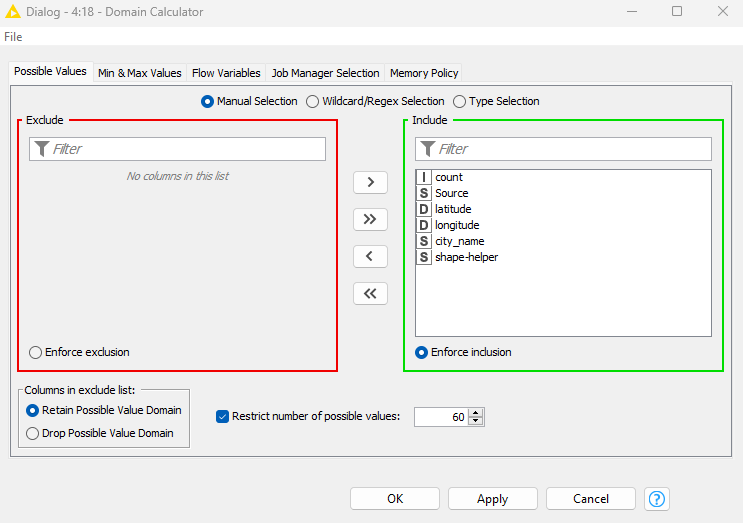 Dialog - 4:18 - Domain Calculator
File
Possible Values Min & Max Values Flow Variables Job Manager Selection Memory Policy
Manual Selection Wildcard/Regex Selection Type Selection
Exclude
Filter
No columns in this list
Enforce exclusion
>
>>
<
<<
Include
Filter
I count
S Source
D latitude
D longitude
S city_name
S shape-helper
Enforce inclusion
Columns in exclude list:
Retain Possible Value Domain
Drop Possible Value Domain
Restrict number of possible values: 60
OK Apply Cancel ?